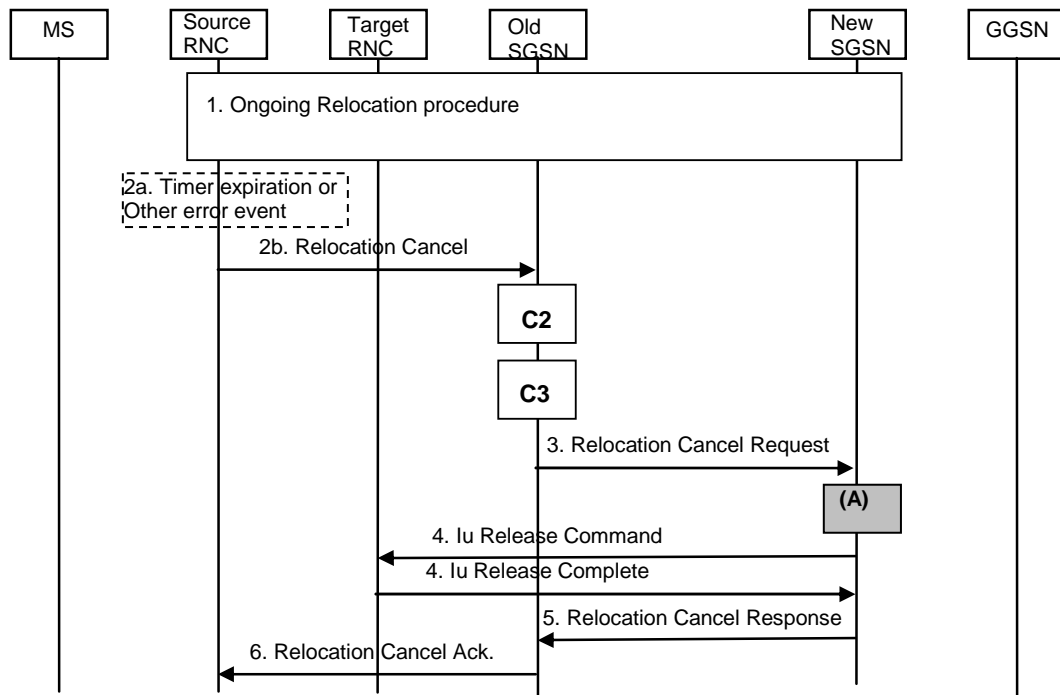 MS
Source
RNC
Target
RNC
Old
SGSN
New
SGSN
GGSN
1. Ongoing Relocation procedure
2a. Timer expiration or
Other error event
2b. Relocation Cancel
C2
C3
3. Relocation Cancel Request
(A)
4. Iu Release Command
4. Iu Release Complete
5. Relocation Cancel Response
6. Relocation Cancel Ack.